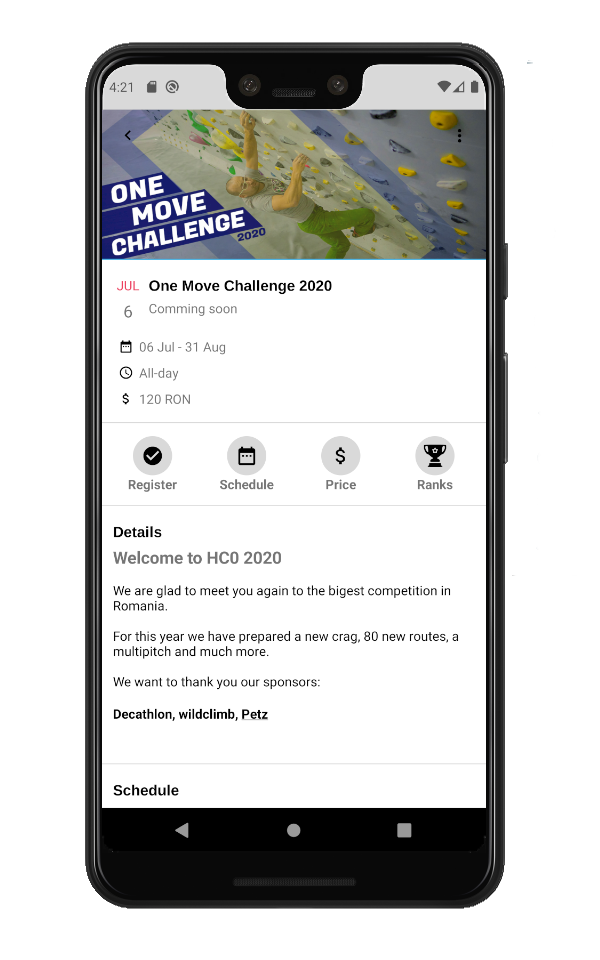 4:21
ONE
MOVE
CHALLENGE
2020
JUL
One Move Challenge 2020
6
Comming soon
06 Jul - 31 Aug
All-day
$ 120 RON
$
Register
Schedule
Price
Ranks
Details
Welcome to HC0 2020
We are glad to meet you again to the bigest competition in
Romania.
For this year we have prepared a new crag, 80 new routes, a
multipitch and much more.
We want to thank you our sponsors:
Decathlon, wildclimb, Petz
Schedule